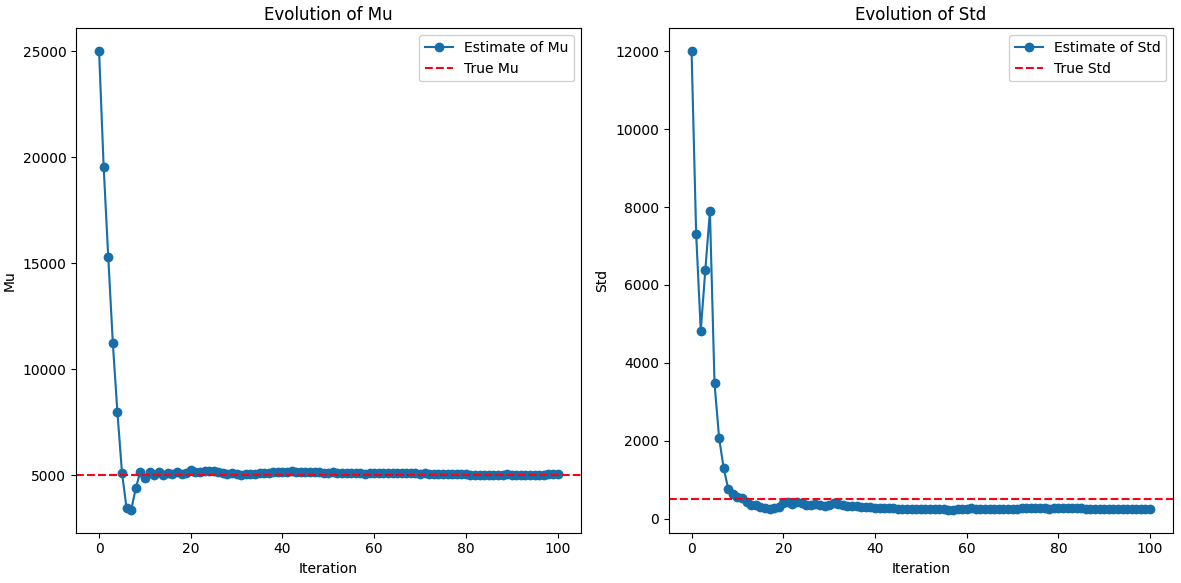 Evolution of Mu
Estimate of Mu
True Mu
25000
20000
15000
10000
5000
Mu
0 20 40 60 80 100
Iteration
Evolution of Std
Estimate of Std
True Std
12000
10000
8000
6000
4000
2000
0
Std
0 20 40 60 80 100
Iteration